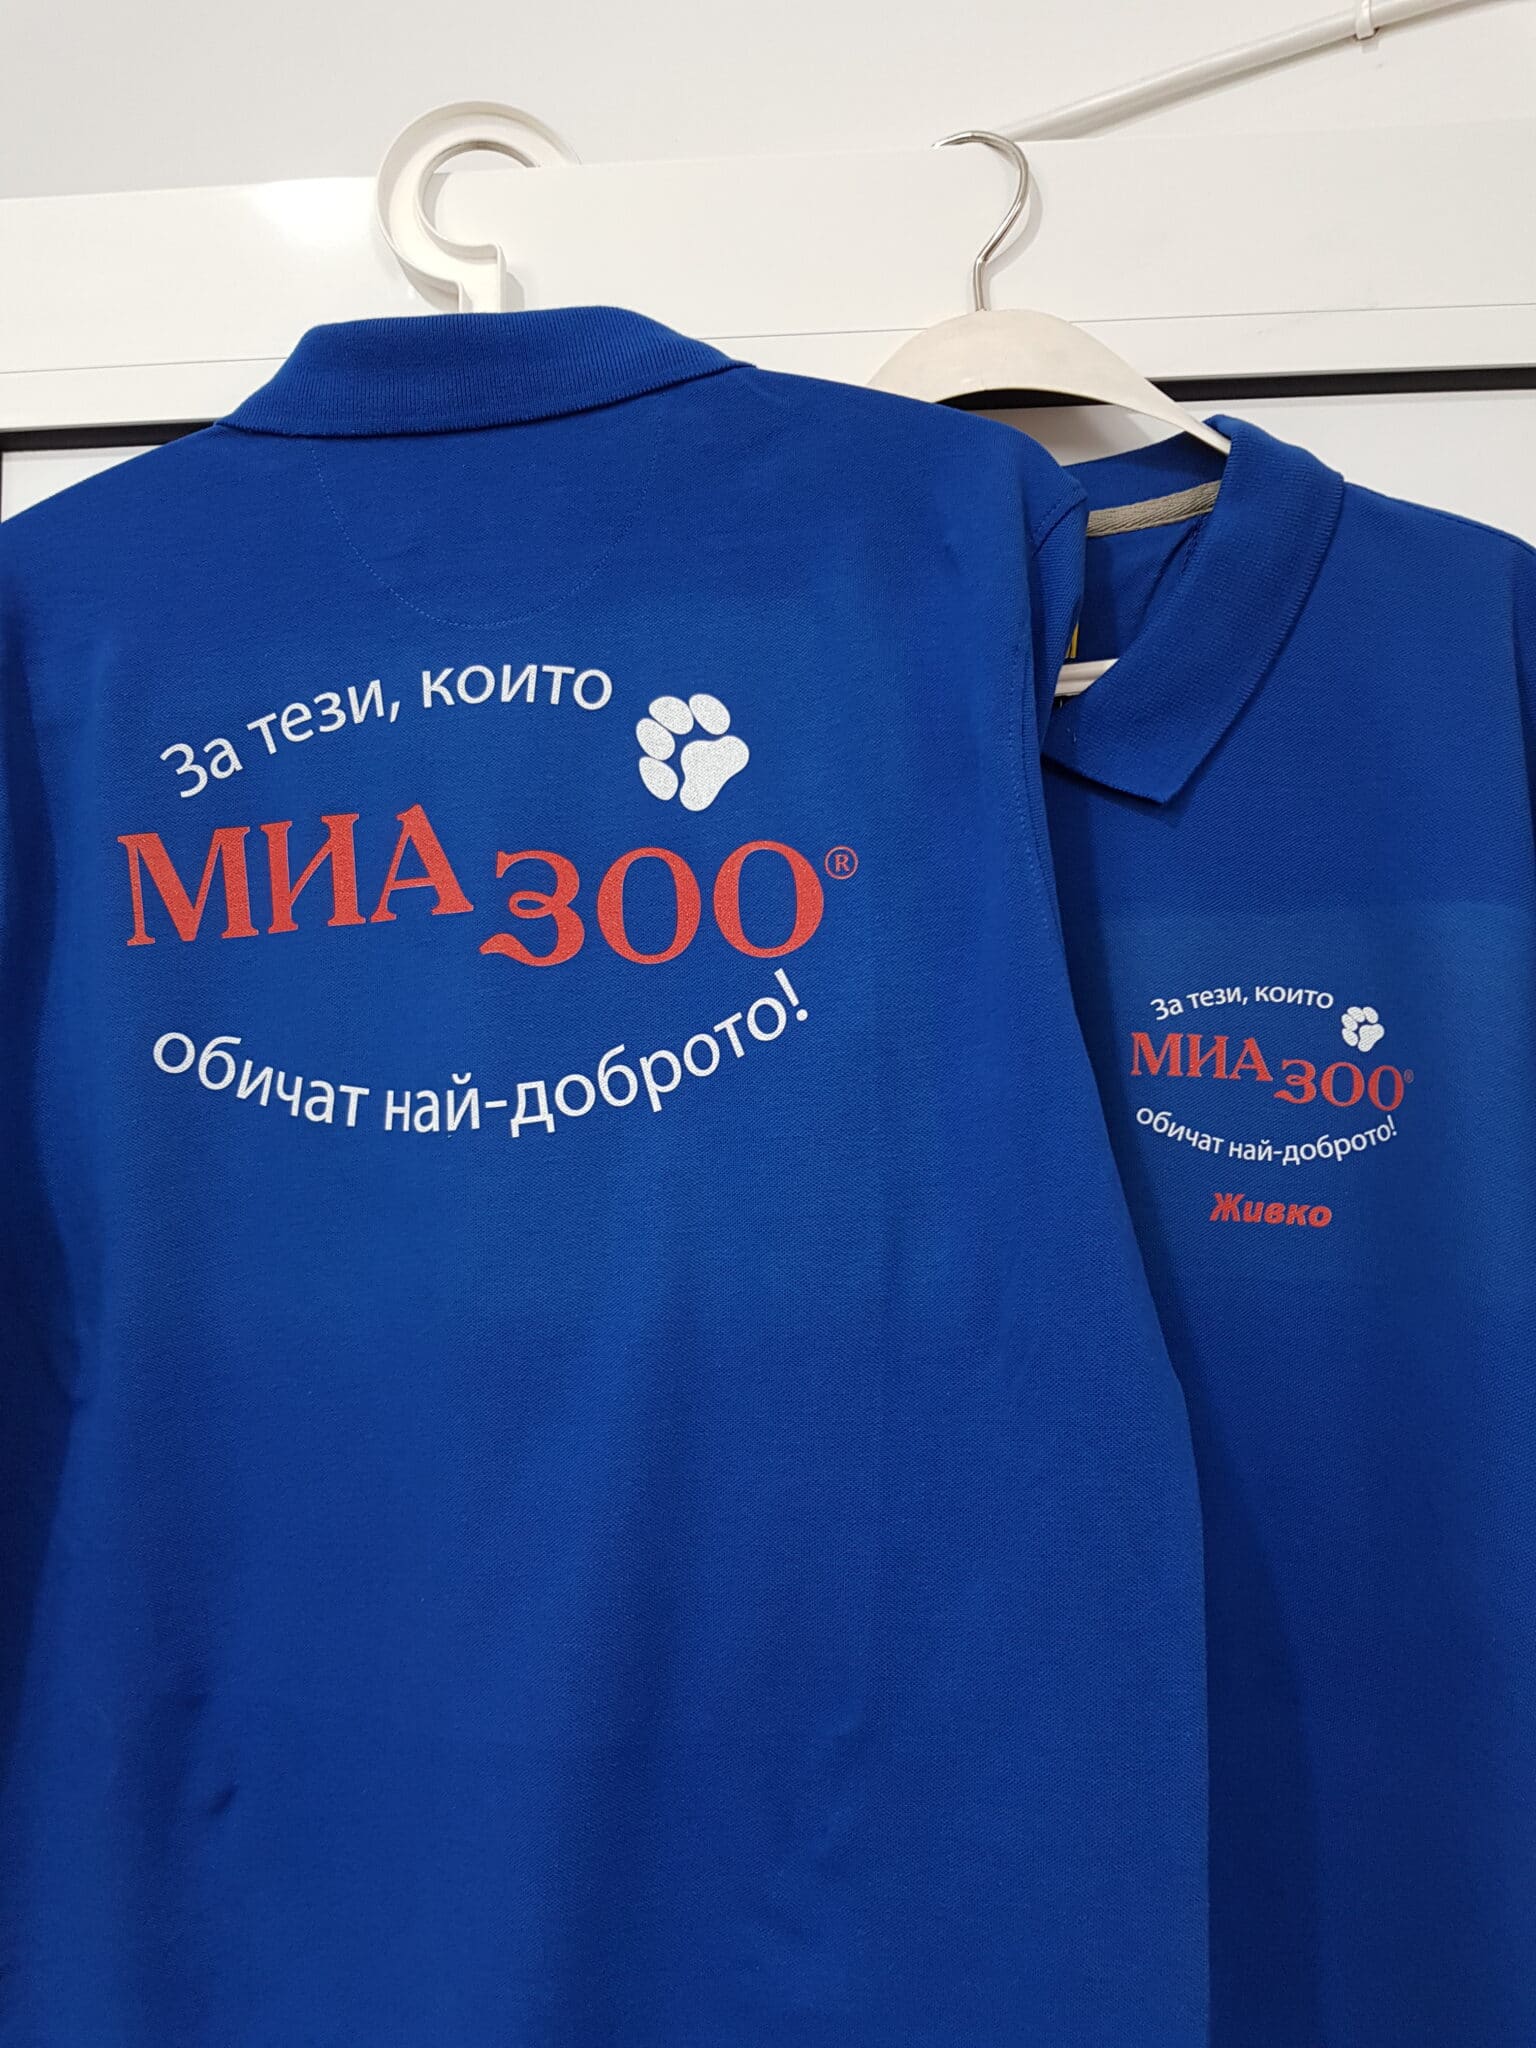 За тези, които
МИА ЗОО®
обичат най-доброто!
За тези, които
МИА ЗОО®
обичат най-доброто!
Живко